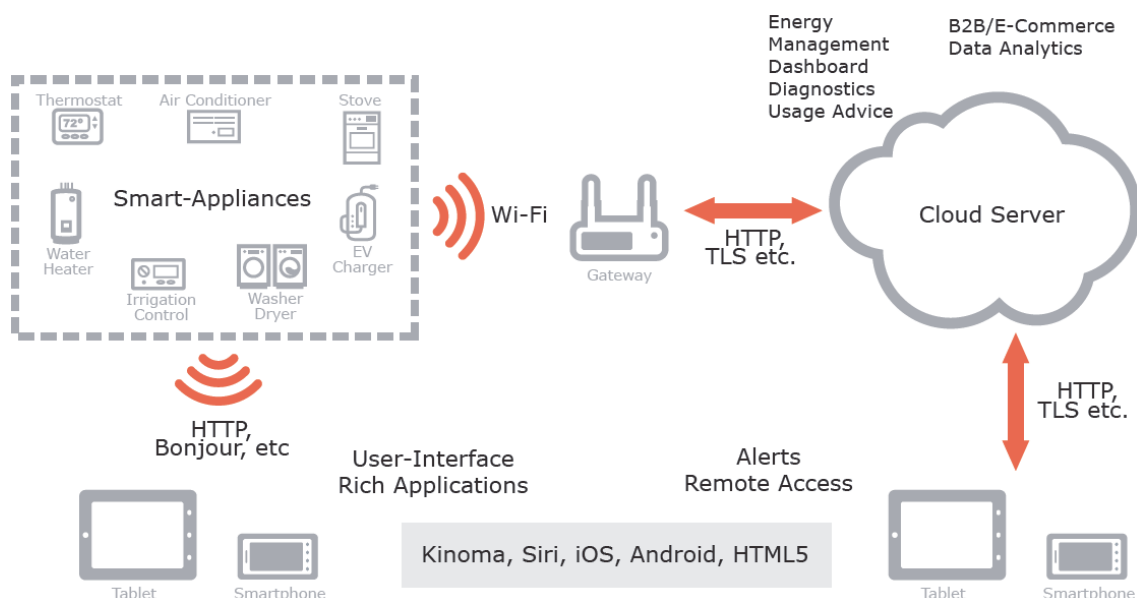 Energy
Management
Dashboard
Diagnostics
Usage Advice
B2B/E-Commerce
Data Analytics
Thermostat
Air Conditioner
Stove
72°
Smart-Appliances
Water
Heater
Irrigation
Control
Washer
Dryer
EV
Charger
Wi-Fi
Gateway
HTTP,
TLS etc.
Cloud Server
HTTP,
TLS etc.
HTTP,
Bonjour, etc
User-Interface
Rich Applications
Alerts
Remote Access
Kinoma, Siri, iOS, Android, HTML5
Tablet
Smartphone
Tablet
Smartphone